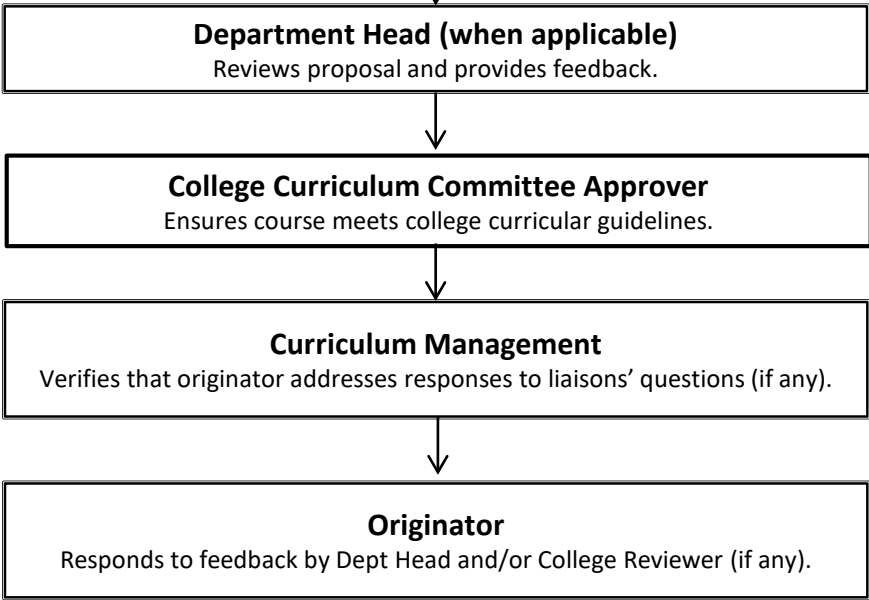 Department Head (when applicable)
Reviews proposal and provides feedback.
College Curriculum Committee Approver
Ensures course meets college curricular guidelines.
Curriculum Management
Verifies that originator addresses responses to liaisons’ questions (if any).
Originator
Responds to feedback by Dept Head and/or College Reviewer (if any).